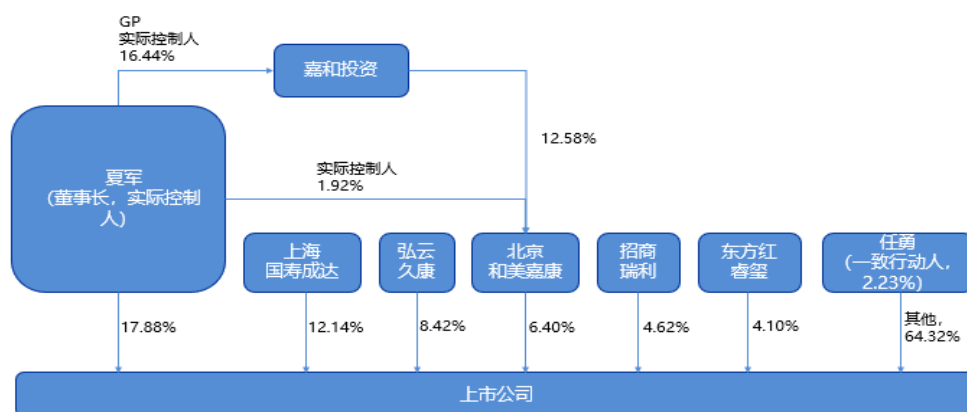 GP
实际控制人
16.44%
嘉和投资
12.58%
夏军
(董事长，实际控制
人)
实际控制人
1.92%
上海
国寿成达
弘云
久康
北京
和美嘉康
招商
瑞利
东方红
睿玺
任勇
(一致行动人，
2.23%)
17.88%
12.14%
8.42%
6.40%
4.62%
4.10%
其他，
64.32%
上市公司